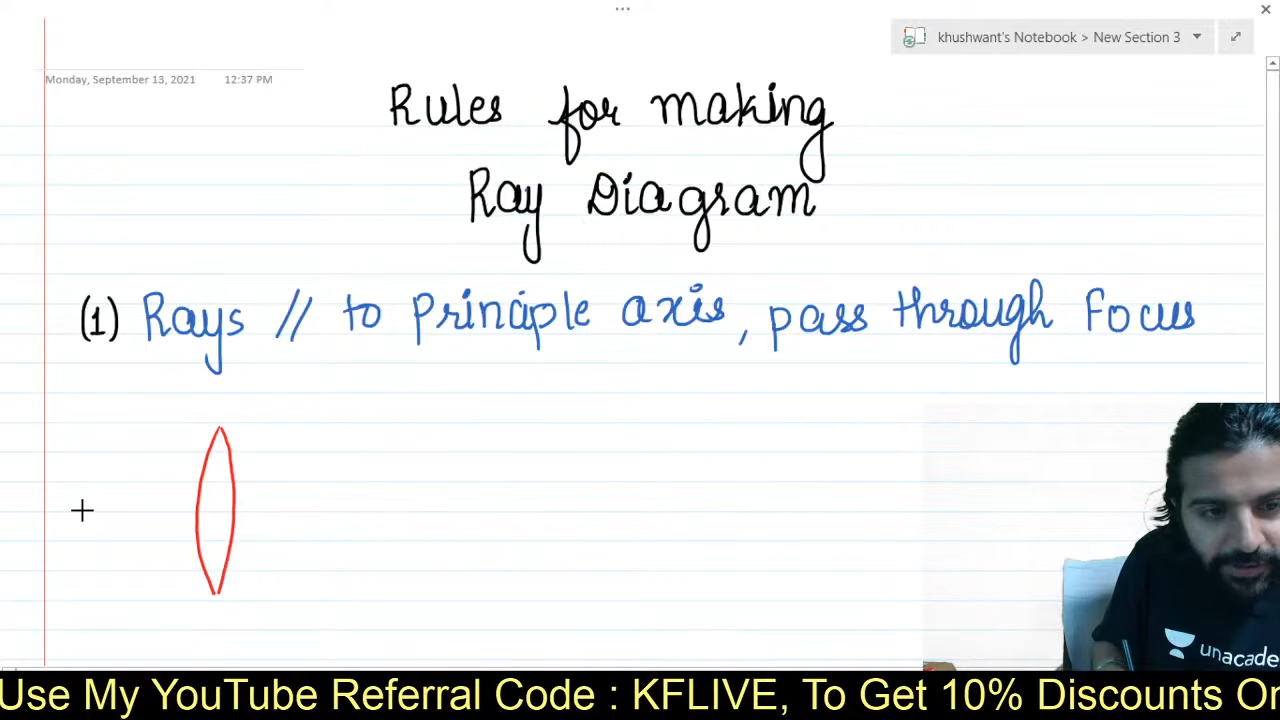 ...
khushwant's Notebook > New Section 3
Monday, September 13, 2021 12:37 PM
Rules for making
Ray Diagram
(1) Rays // to Principle axis, pass through Focus
unacade
Use My YouTube Referral Code : KFLIVE, To Get 10% Discounts Or